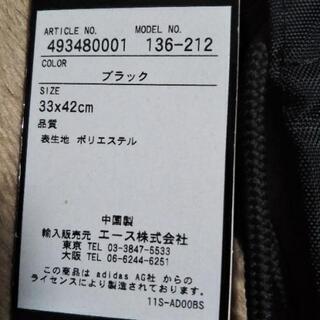 ARTICLE NO. MODEL NO.
493480001 136-212
COLOR
ブラック
SIZE
33x42cm
品質
表生地 ポリエステル
中国製
輸入販売元 エース株式会社
東京 TEL 03-3847-5533
大阪 TEL 06-6244-6251
この商品は adidas AG社 からの
ライセンスにより製造されております。
11S-AD00BS